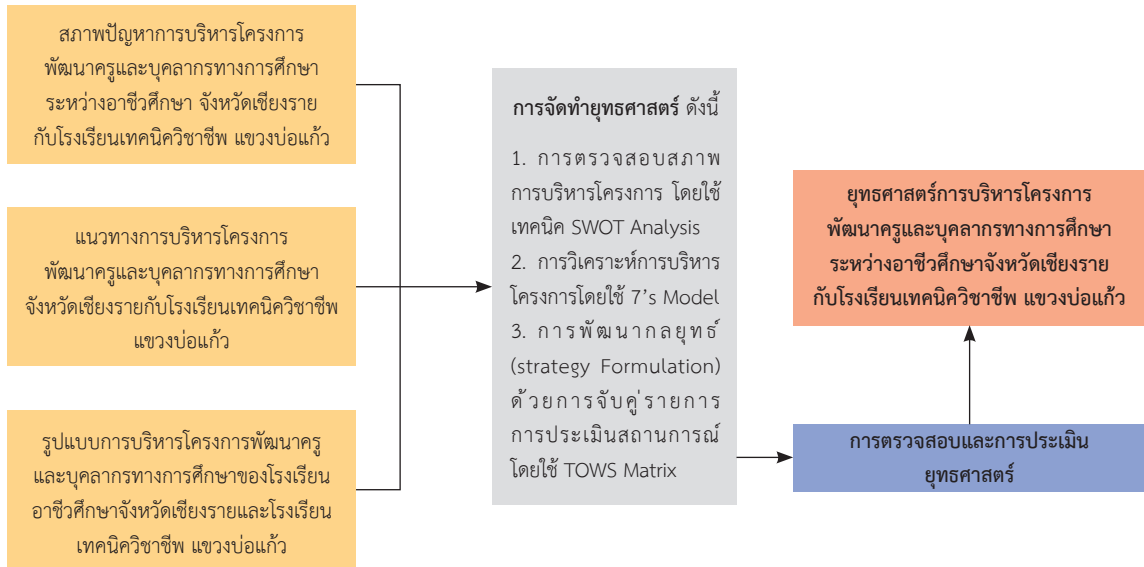 สภาพปัญหาการบริหารโครงการ
พัฒนาครูและบุคลากรทางการศึกษา
ระหว่างอาชีวศึกษา จังหวัดเชียงราย
กับโรงเรียนเทคนิควิชาชีพ แขวงบ่อแก้ว
แนวทางการบริหารโครงการ
พัฒนาครูและบุคลากรทางการศึกษา
จังหวัดเชียงรายกับโรงเรียนเทคนิควิชาชีพ
แขวงบ่อแก้ว
รูปแบบการบริหารโครงการพัฒนาครู
และบุคลากรทางการศึกษาของโรงเรียน
อาชีวศึกษาจังหวัดเชียงรายและโรงเรียน
เทคนิควิชาชีพ แขวงบ่อแก้ว
การจัดทำยุทธศาสตร์ ดังนี้
1. การตรวจสอบสภาพ
การบริหารโครงการ โดยใช้
เทคนิค SWOT Analysis
2. การวิเคราะห์การบริหาร
โครงการโดยใช้ 7’s Model
3. การพัฒนากลยุทธ์
(strategy Formulation)
ด้วยการจับคู่รายการ
การประเมินสถานการณ์
โดยใช้ TOWS Matrix
ยุทธศาสตร์การบริหารโครงการ
พัฒนาครูและบุคลากรทางการศึกษา
ระหว่างอาชีวศึกษาจังหวัดเชียงราย
กับโรงเรียนเทคนิควิชาชีพ แขวงบ่อแก้ว
การตรวจสอบและการประเมิน
ยุทธศาสตร์